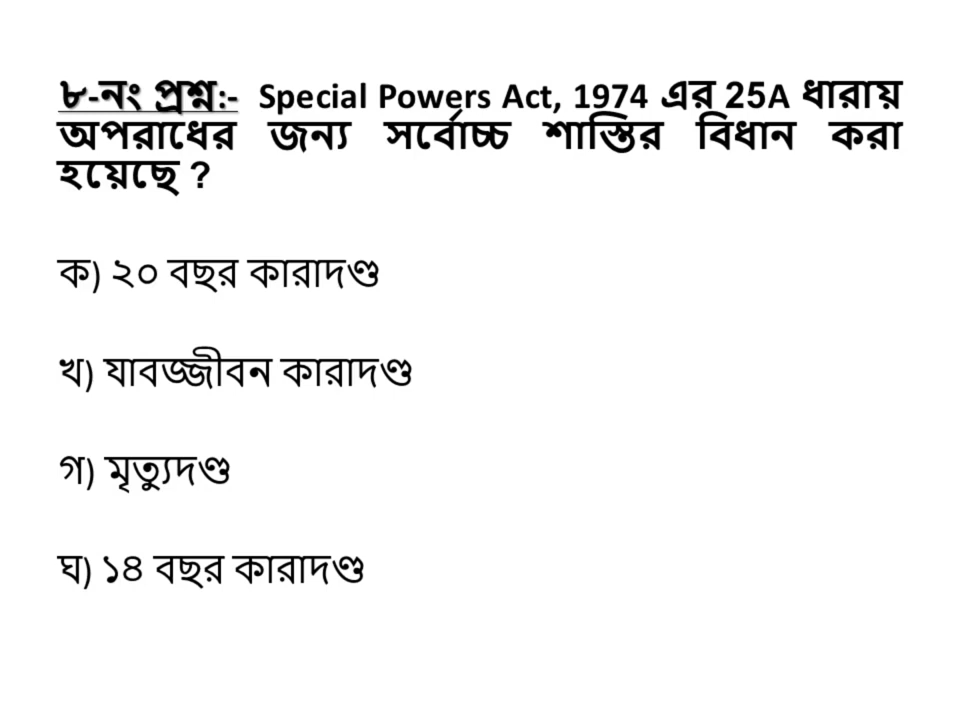 ৮-নং প্রশ্ন:- Special Powers Act, 1974 এর 25A ধারায়
অপরাধের জন্য সর্বোচ্চ শাস্তির বিধান করা
হয়েছে ?
ক) ২০ বছর কারাদণ্ড
খ) যাবজ্জীবন কারাদণ্ড
গ) মৃত্যুদণ্ড
ঘ) ১৪ বছর কারাদণ্ড